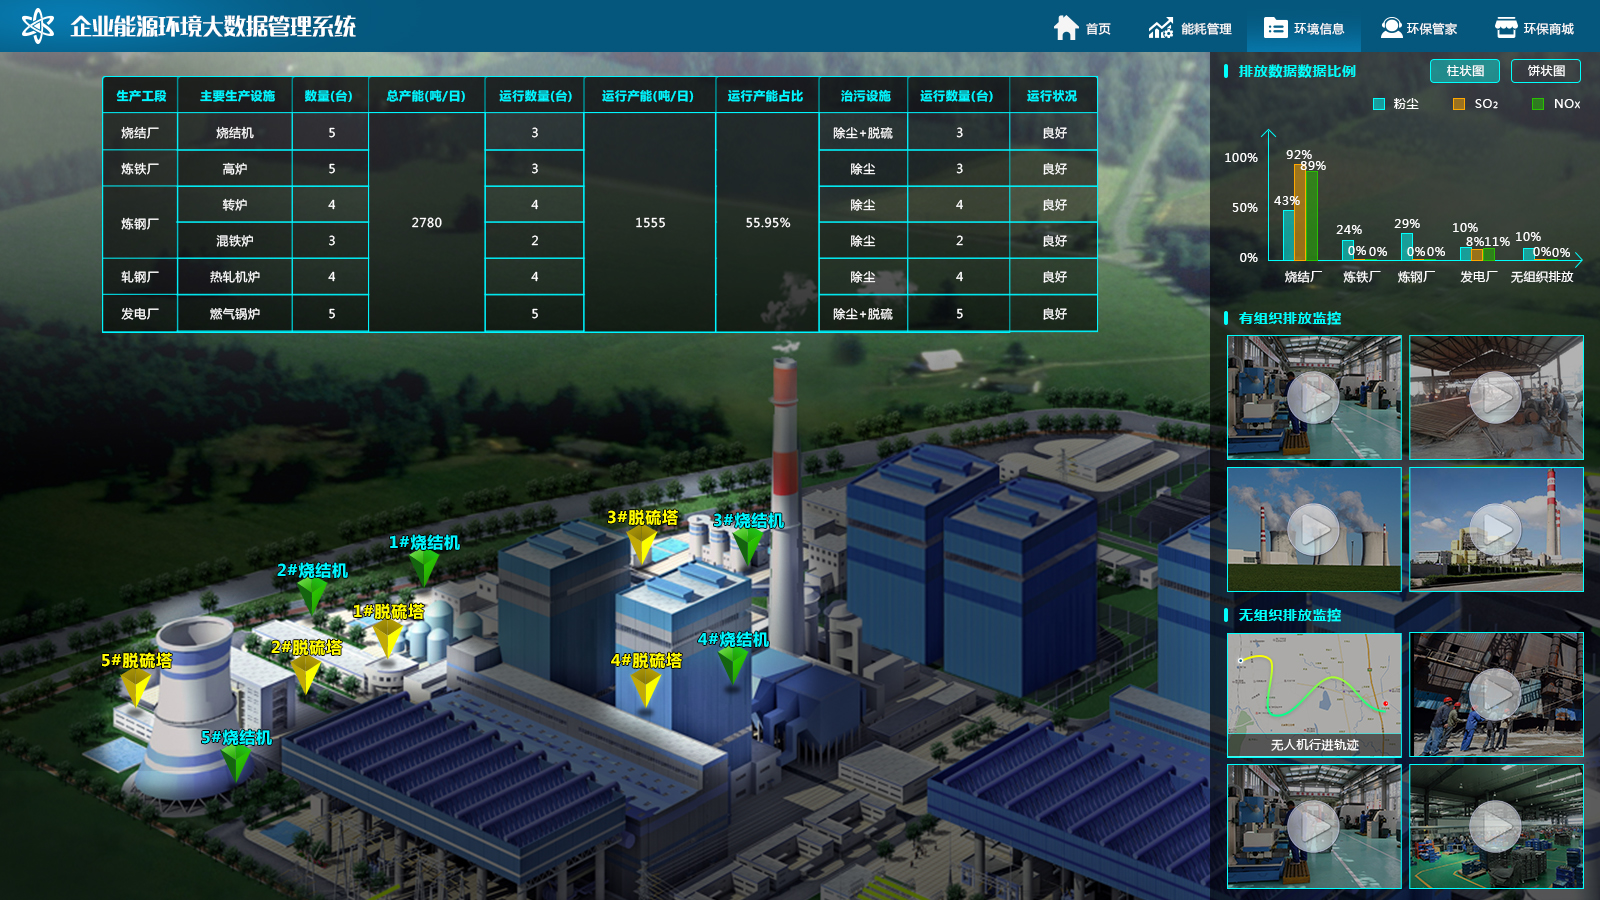 企业能源环境大数据管理系统
首页 能耗管理 环境信息 环保管家 环保商城
生产工段 主要生产设施 数量(台) 总产能(吨/日) 运行数量(台) 运行产能(吨/日) 运行产能占比 治污设施 运行数量(台) 运行状况
烧结厂 烧结机 5 3 除尘+脱硫 3 良好
炼铁厂 高炉 5 3 除尘 3 良好
炼钢厂 转炉 4 2780 4 1555 55.95% 除尘 4 良好
混铁炉 3 2 除尘 2 良好
轧钢厂 热轧机炉 4 4 除尘 4 良好
发电厂 燃气锅炉 5 5 除尘+脱硫 5 良好
3#脱硫塔
3#烧结机
1#烧结机
2#烧结机
1#脱硫塔
4#烧结机
2#脱硫塔
5#脱硫塔
4#脱硫塔
5#烧结机
排放数据数据比例
柱状图 饼状图
粉尘 SO₂ NOx
100%
50%
0%
43% 92% 89%
24% 0% 0%
29% 0% 0%
10% 8% 11%
10% 0% 0%
烧结厂 炼铁厂 炼钢厂 发电厂 无组织排放
有组织排放监控
无组织排放监控
无人机行进轨迹